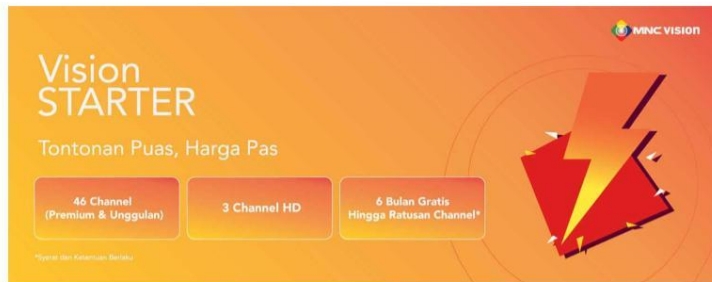 MNC VISION
Vision
STARTER
Tontonan Puas, Harga Pas
46 Channel
(Premium & Unggulan)
3 Channel HD
6 Bulan Gratis
Hingga Ratusan Channel*
*Syarat dan Ketentuan Berlaku